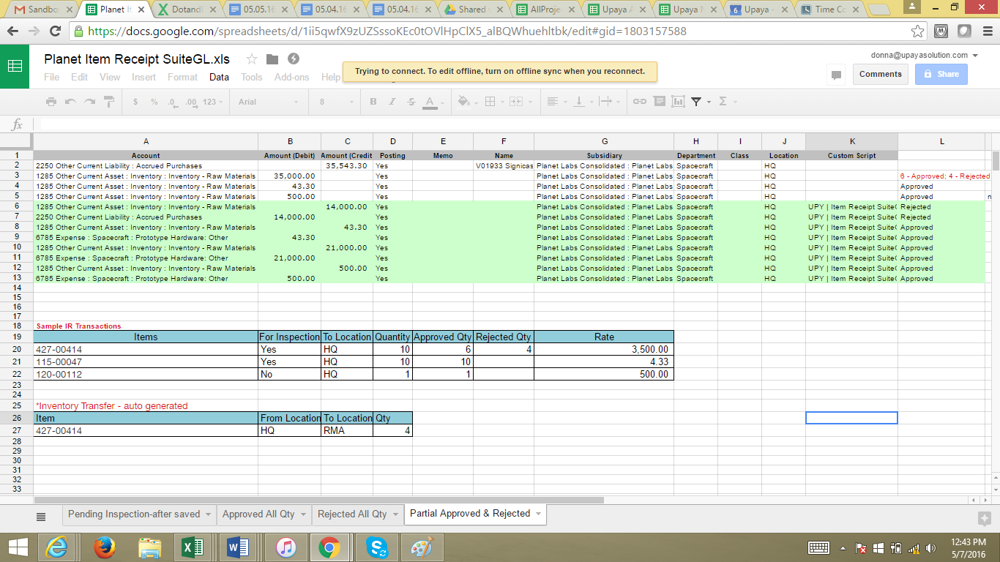 Sandbo
Planet It
Dotand
05.05.16
05.04.16
05.04.16
Shared
AllProje
Upaya
Upaya
Upaya -
Time C
https://docs.google.com/spreadsheets/d/
/edit#gid=1803157588
Planet Item Receipt SuiteGL.xls
donna@upayasolution.com
File Edit View Insert Format Data Tools Add-ons Help
Trying to connect. To edit offline, turn on offline sync when you reconnect.
Comments
Share
$ % .0 .00 123 Arial 8 B I S A Σ
fx
A B C D E F G H I J K L
1 Account Amount (Debit) Amount (Credit Posting Memo Name Subsidiary Department Class Location Custom Script
2 2250 Other Current Liability : Accrued Purchases 35,543.30 Yes V01933 Signicas Planet Labs Consolidated : Planet Labs Spacecraft HQ
3 1285 Other Current Asset : Inventory : Inventory - Raw Materials 35,000.00 Yes Planet Labs Consolidated : Planet Labs Spacecraft HQ 6 - Approved; 4 - Rejected
4 1285 Other Current Asset : Inventory : Inventory - Raw Materials 43.30 Yes Planet Labs Consolidated : Planet Labs Spacecraft HQ Approved
5 1285 Other Current Asset : Inventory : Inventory - Raw Materials 500.00 Yes Planet Labs Consolidated : Planet Labs Spacecraft HQ Approved
6 1285 Other Current Asset : Inventory : Inventory - Raw Materials 14,000.00 Yes Planet Labs Consolidated : Planet Labs Spacecraft HQ UPY | Item Receipt Suite Rejected
7 2250 Other Current Liability : Accrued Purchases 14,000.00 Yes Planet Labs Consolidated : Planet Labs Spacecraft HQ UPY | Item Receipt Suite Rejected
8 1285 Other Current Asset : Inventory : Inventory - Raw Materials 43.30 Yes Planet Labs Consolidated : Planet Labs Spacecraft HQ UPY | Item Receipt Suite Approved
9 6785 Expense : Spacecraft : Prototype Hardware: Other 43.30 Yes Planet Labs Consolidated : Planet Labs Spacecraft HQ UPY | Item Receipt Suite Approved
10 1285 Other Current Asset : Inventory : Inventory - Raw Materials 21,000.00 Yes Planet Labs Consolidated : Planet Labs Spacecraft HQ UPY | Item Receipt Suite Approved
11 6785 Expense : Spacecraft : Prototype Hardware: Other 21,000.00 Yes Planet Labs Consolidated : Planet Labs Spacecraft HQ UPY | Item Receipt Suite Approved
12 1285 Other Current Asset : Inventory : Inventory - Raw Materials 500.00 Yes Planet Labs Consolidated : Planet Labs Spacecraft HQ UPY | Item Receipt Suite Approved
13 6785 Expense : Spacecraft : Prototype Hardware: Other 500.00 Yes Planet Labs Consolidated : Planet Labs Spacecraft HQ UPY | Item Receipt Suite Approved
14
15
16
17
18 Sample IR Transactions
19 Items For Inspection To Location Quantity Approved Qty Rejected Qty Rate
20 427-00414 Yes HQ 10 6 4 3,500.00
21 115-00047 Yes HQ 10 10 4.33
22 120-00112 No HQ 1 1 500.00
23
24
25 *Inventory Transfer - auto generated
26 Item From Location To Location Qty
27 427-00414 HQ RMA 4
28
29
30
31
32
33
Pending Inspection-after saved Approved All Qty Rejected All Qty Partial Approved & Rejected
12:43 PM
5/7/2016